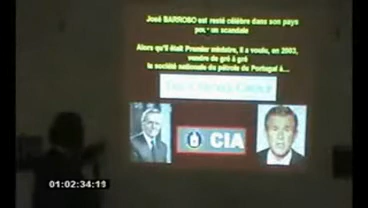 José BARROSO est resté célèbre dans son pays
pour un scandale
Alors qu'il était Premier ministre, il a voulu, en 2003,
vendre de gré à gré
la société nationale du pétrole du Portugal à...
CIA
01:02:34:19